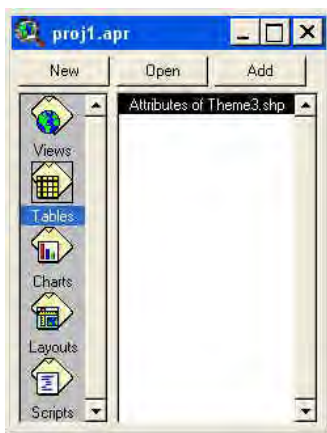 proj1.apr
New Open Add
Attributes of Theme3.shp
Views
Tables
Charts
Layouts
Scripts